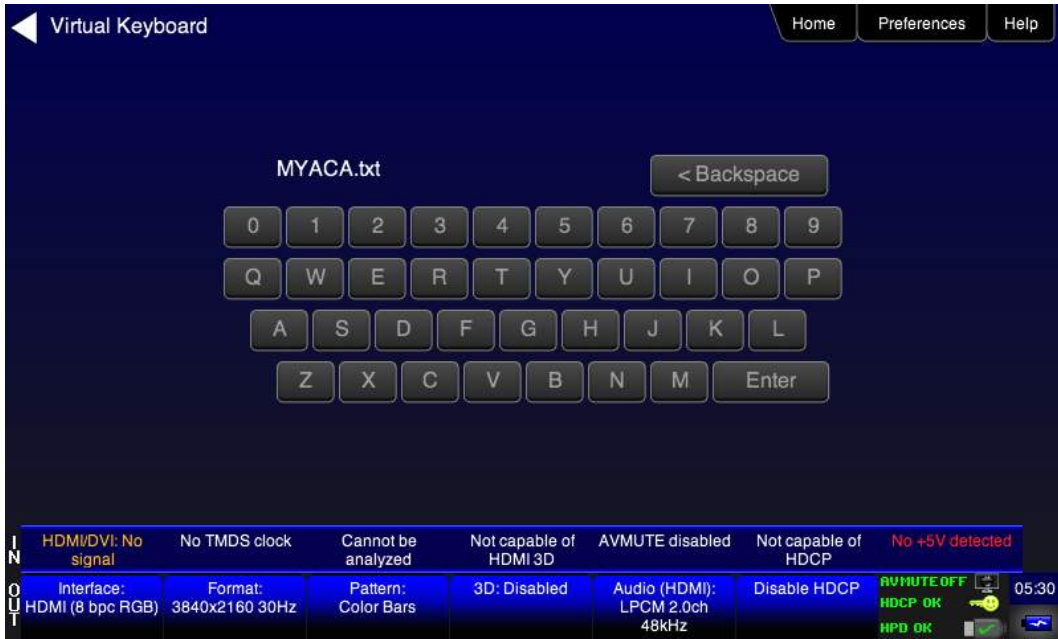 Virtual Keyboard
Home Preferences Help
MYACA.txt
< Backspace
0 1 2 3 4 5 6 7 8 9
Q W E R T Y U I O P
A S D F G H J K L
Z X C V B N M Enter
IN
HDMI/DVI: No
signal
No TMDS clock
Cannot be
analyzed
Not capable of
HDMI 3D
AVMUTE disabled
Not capable of
HDCP
No +5V detected
OUT
Interface:
HDMI (8 bpc RGB)
Format:
3840x2160 30Hz
Pattern:
Color Bars
3D: Disabled
Audio (HDMI):
LPCM 2.0ch
48kHz
Disable HDCP
AVMUTE OFF
HDCP OK
HPD OK
05:30